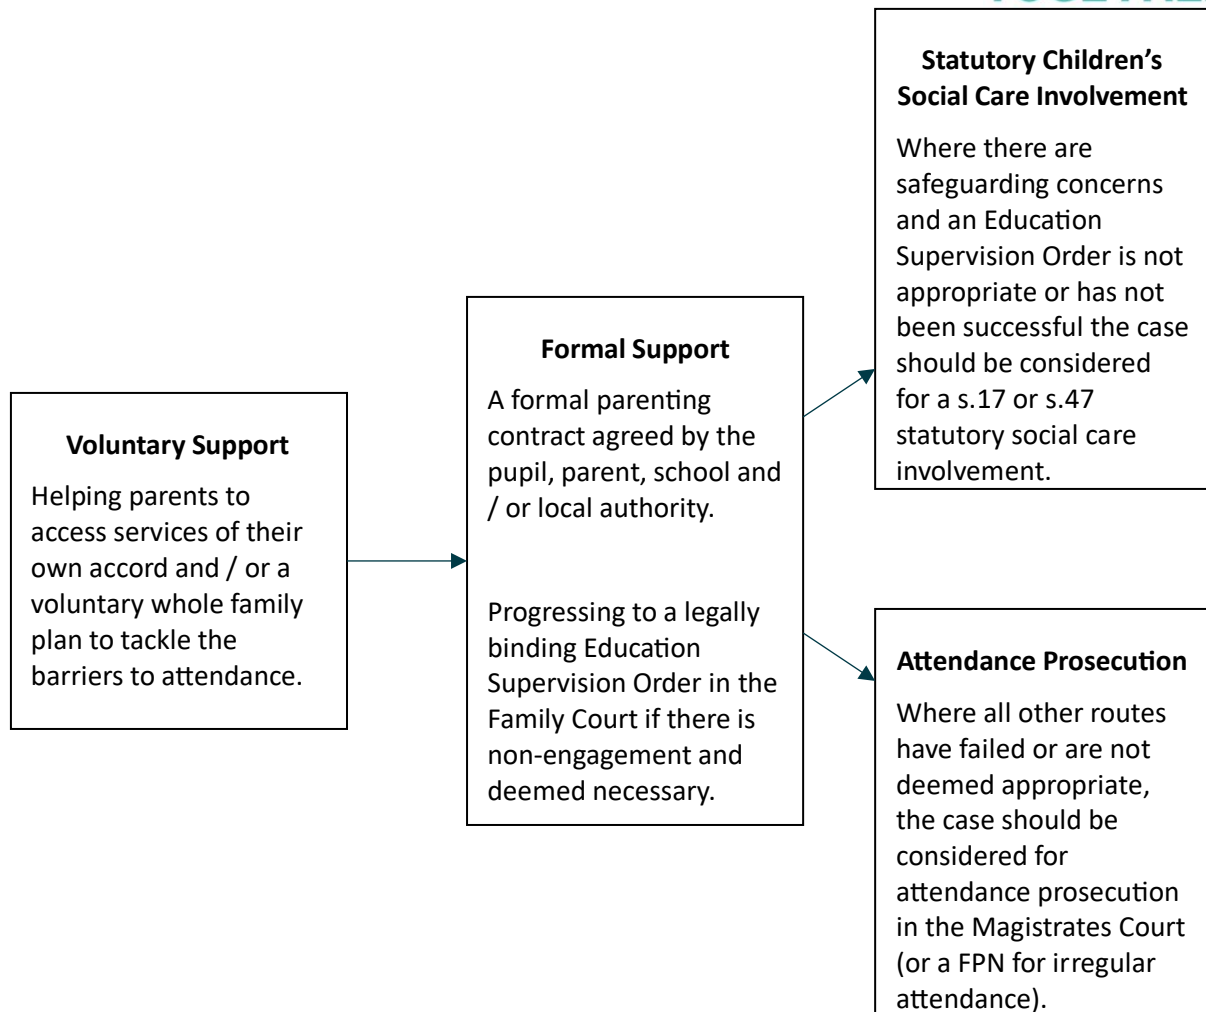 Voluntary Support
Helping parents to
access services of their
own accord and / or a
voluntary whole family
plan to tackle the
barriers to attendance.
Formal Support
A formal parenting
contract agreed by the
pupil, parent, school and
/ or local authority.
Progressing to a legally
binding Education
Supervision Order in the
Family Court if there is
non-engagement and
deemed necessary.
Statutory Children’s
Social Care Involvement
Where there are
safeguarding concerns
and an Education
Supervision Order is not
appropriate or has not
been successful the case
should be considered
for a s.17 or s.47
statutory social care
involvement.
Attendance Prosecution
Where all other routes
have failed or are not
deemed appropriate,
the case should be
considered for
attendance prosecution
in the Magistrates Court
(or a FPN for irregular
attendance).